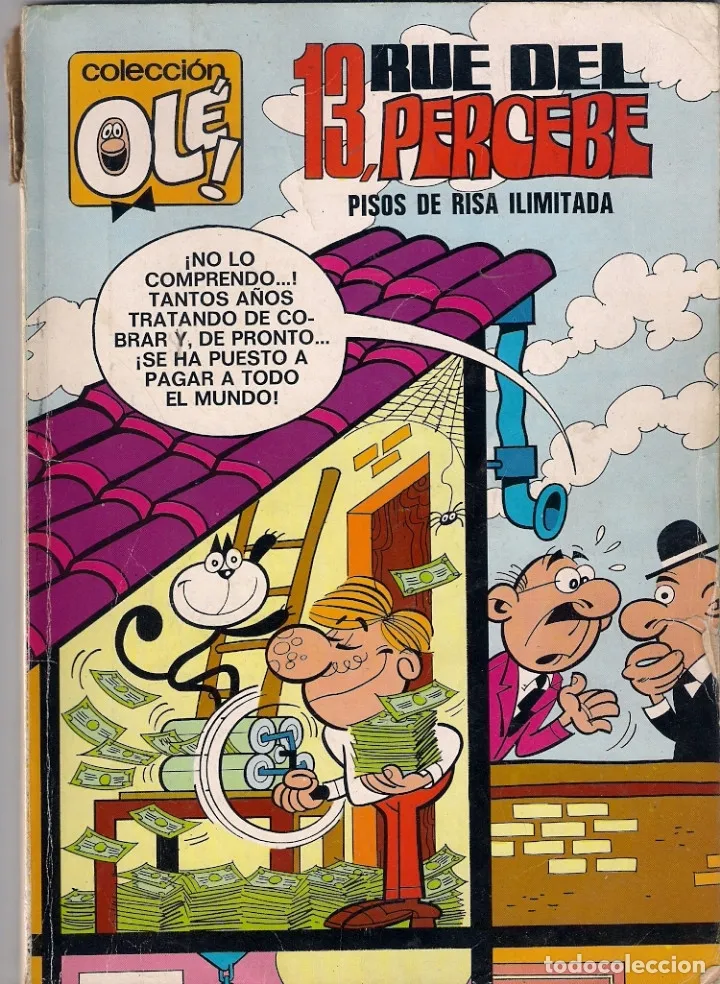 colección
OLÉ!
13, RUE DEL
PERCEBE
PISOS DE RISA ILIMITADA
¡NO LO
COMPRENDO...!
TANTOS AÑOS
TRATANDO DE CO-
BRAR Y, DE PRONTO...
¡SE HA PUESTO A
PAGAR A TODO
EL MUNDO!
todocoleccion